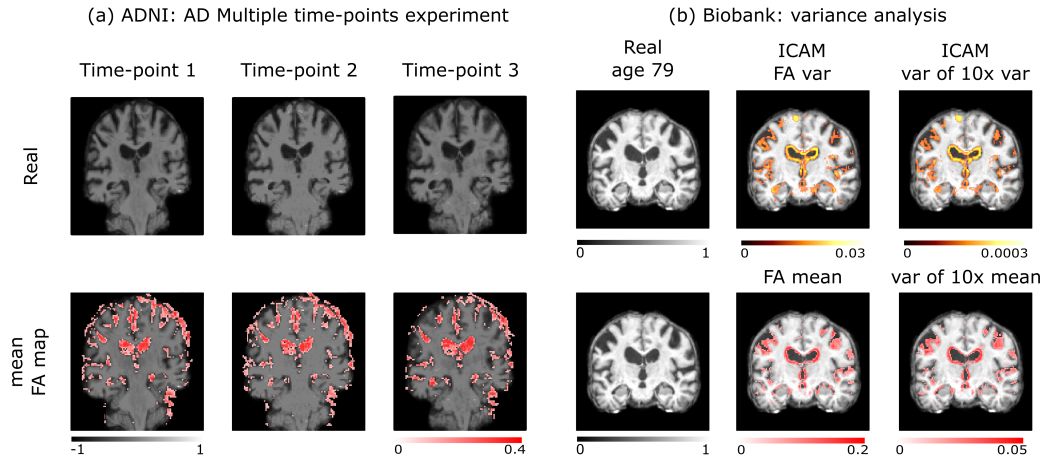 (a) ADNI: AD Multiple time-points experiment
Time-point 1 Time-point 2 Time-point 3
Real
mean
FA map
-1 1 0 0.4
(b) Biobank: variance analysis
Real
age 79
ICAM
FA var
ICAM
var of 10x var
0 1 0 0.03 0 0.0003
FA mean var of 10x mean
0 1 0 0.2 0 0.05